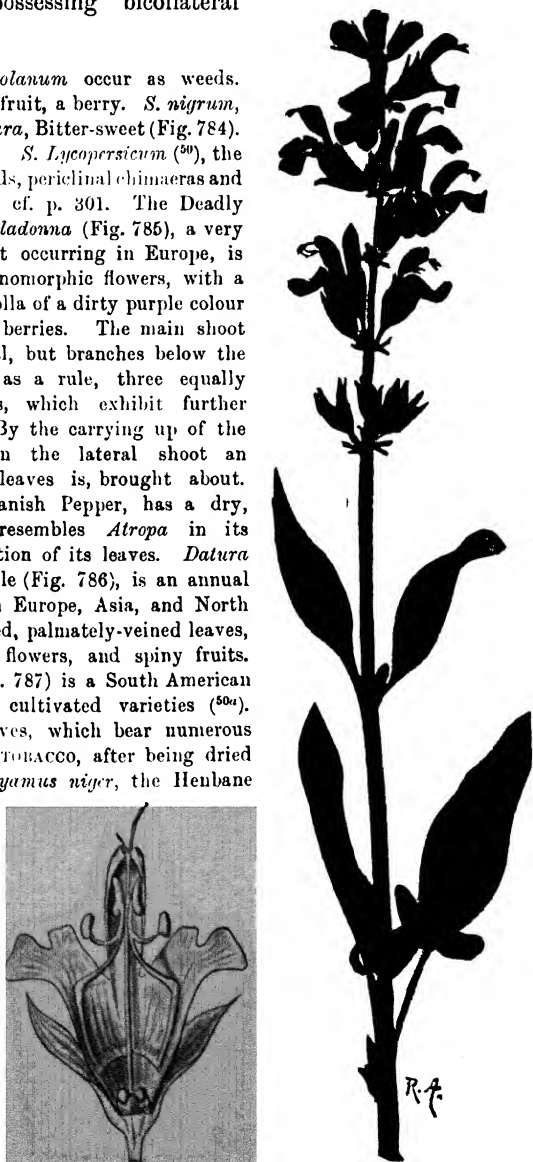 possessing bicollateral
olanum occur as weeds.
fruit, a berry. S. nigrum,
ara, Bitter-sweet (Fig. 784).
S. Lycopersicum (⁵⁰), the
ds, periclinal chimaeras and
cf. p. 301. The Deadly
ladonna (Fig. 785), a very
t occurring in Europe, is
nomorphic flowers, with a
olla of a dirty purple colour
berries. The main shoot
l, but branches below the
as a rule, three equally
s, which exhibit further
By the carrying up of the
n the lateral shoot an
leaves is, brought about.
anish Pepper, has a dry,
resembles Atropa in its
tion of its leaves. Datura
le (Fig. 786), is an annual
n Europe, Asia, and North
ed, palmately-veined leaves,
flowers, and spiny fruits.
. 787) is a South American
cultivated varieties (⁵⁰ᵃ).
ves, which bear numerous
TOBACCO, after being dried
yamus niger, the Henbane
R.A.